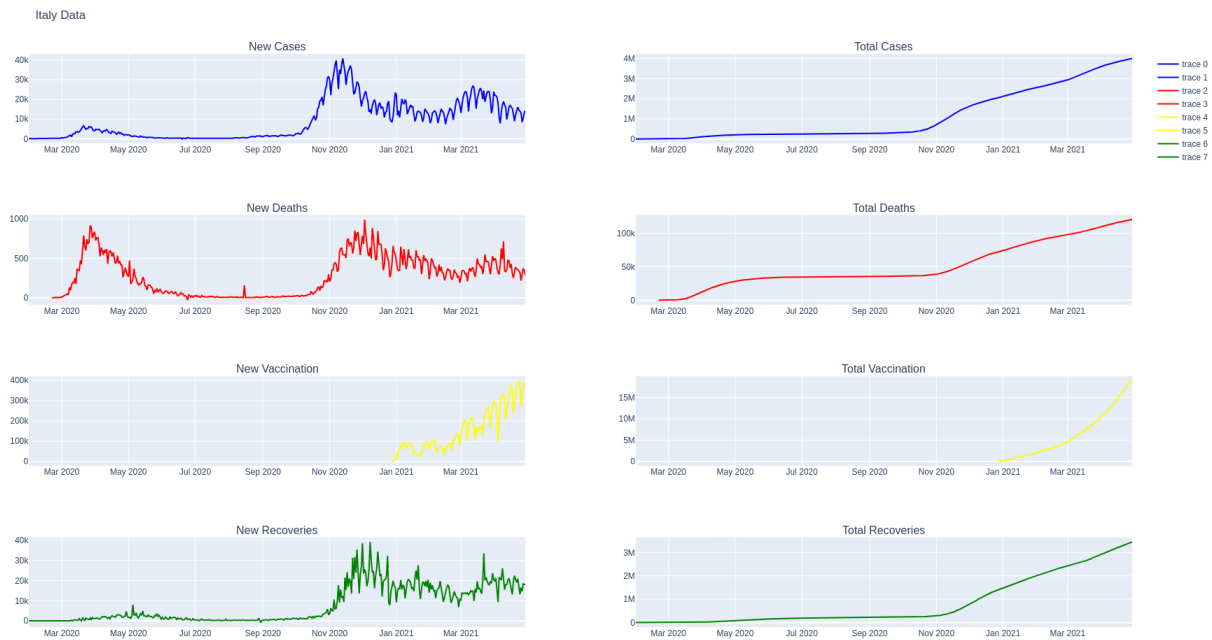 Italy Data
New Cases
40k
30k
20k
10k
0
Mar 2020 May 2020 Jul 2020 Sep 2020 Nov 2020 Jan 2021 Mar 2021
Total Cases
4M
3M
2M
1M
0
Mar 2020 May 2020 Jul 2020 Sep 2020 Nov 2020 Jan 2021 Mar 2021
trace 0
trace 1
trace 2
trace 3
trace 4
trace 5
trace 6
trace 7
New Deaths
1000
500
0
Mar 2020 May 2020 Jul 2020 Sep 2020 Nov 2020 Jan 2021 Mar 2021
Total Deaths
100k
50k
0
Mar 2020 May 2020 Jul 2020 Sep 2020 Nov 2020 Jan 2021 Mar 2021
New Vaccination
400k
300k
200k
100k
0
Mar 2020 May 2020 Jul 2020 Sep 2020 Nov 2020 Jan 2021 Mar 2021
Total Vaccination
15M
10M
5M
0
Mar 2020 May 2020 Jul 2020 Sep 2020 Nov 2020 Jan 2021 Mar 2021
New Recoveries
40k
30k
20k
10k
0
Mar 2020 May 2020 Jul 2020 Sep 2020 Nov 2020 Jan 2021 Mar 2021
Total Recoveries
3M
2M
1M
0
Mar 2020 May 2020 Jul 2020 Sep 2020 Nov 2020 Jan 2021 Mar 2021